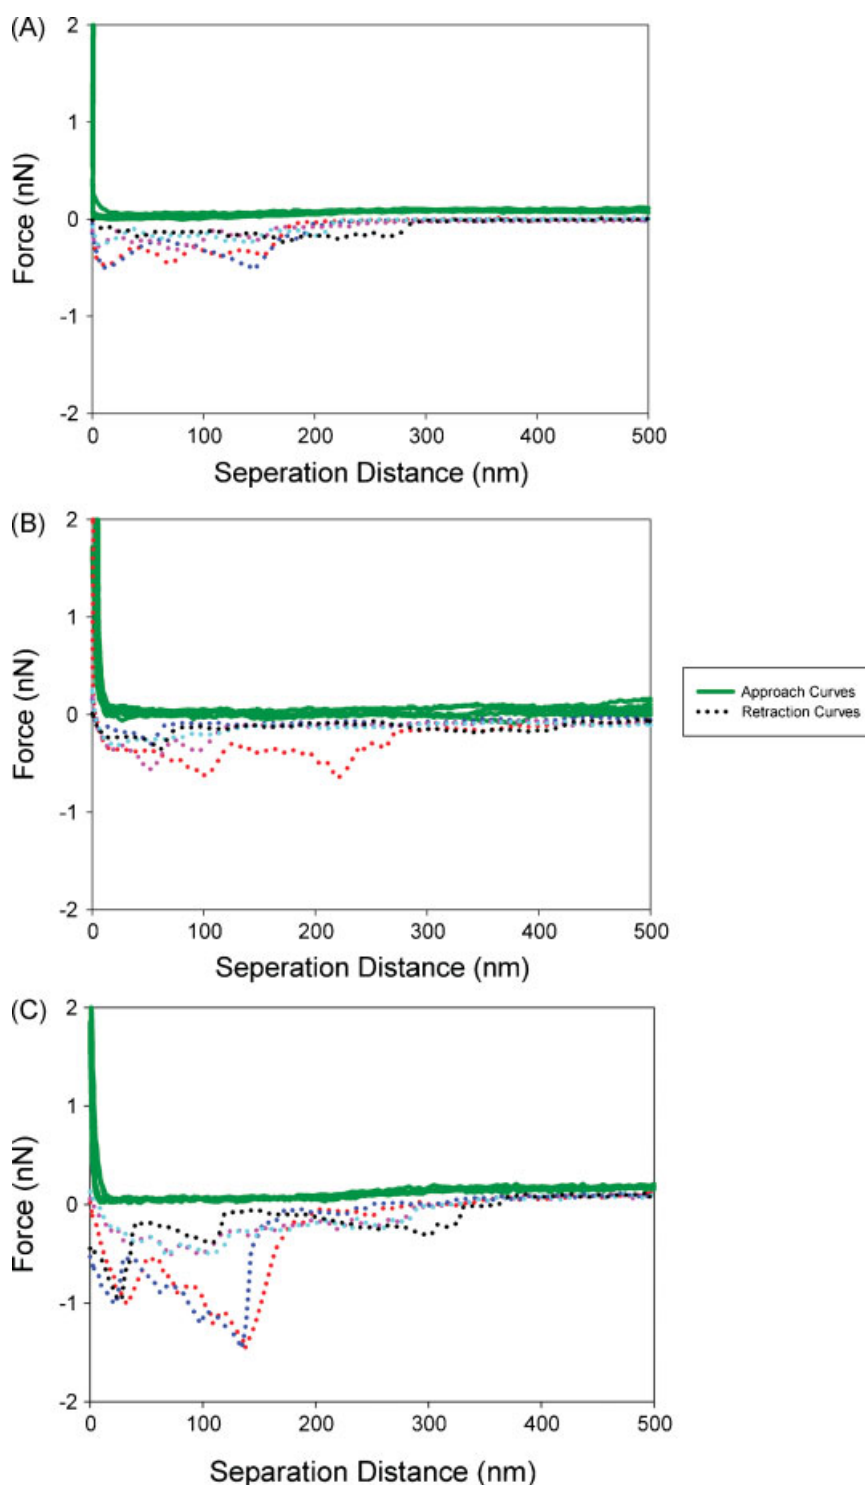 (A)
2
1
0
-1
-2
Force (nN)
0 100 200 300 400 500
Seperation Distance (nm)
(B)
2
1
0
-1
-2
Force (nN)
0 100 200 300 400 500
Seperation Distance (nm)
Approach Curves
Retraction Curves
(C)
2
1
0
-1
-2
Force (nN)
0 100 200 300 400 500
Separation Distance (nm)